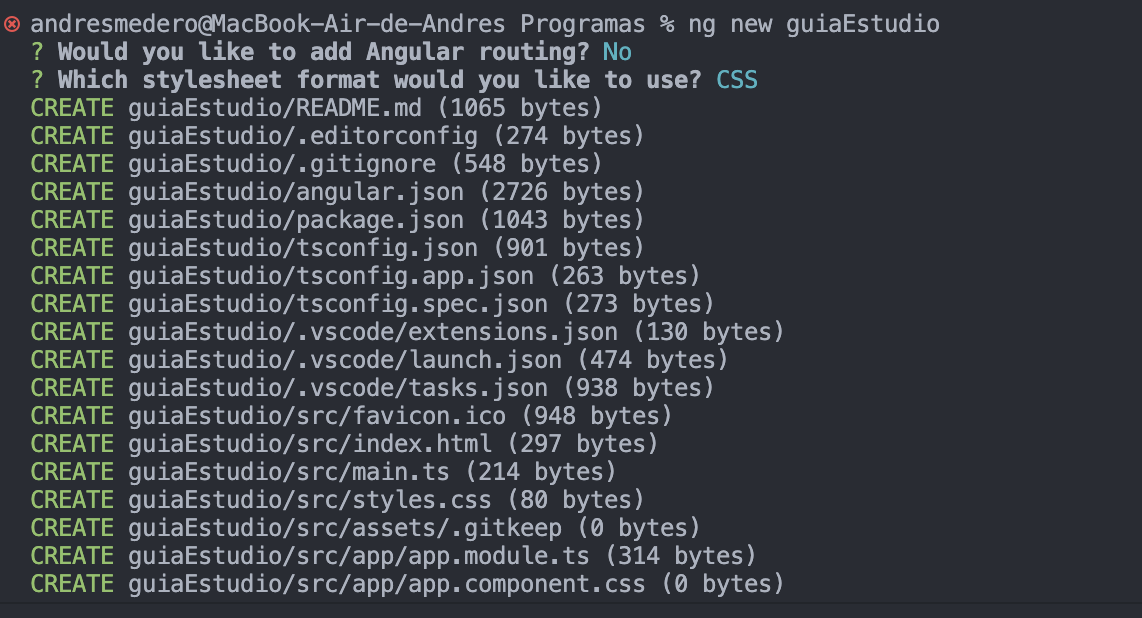 andresmedero@MacBook-Air-de-Andres Programas % ng new guiaEstudio
? Would you like to add Angular routing? No
? Which stylesheet format would you like to use? CSS
CREATE guiaEstudio/README.md (1065 bytes)
CREATE guiaEstudio/.editorconfig (274 bytes)
CREATE guiaEstudio/.gitignore (548 bytes)
CREATE guiaEstudio/angular.json (2726 bytes)
CREATE guiaEstudio/package.json (1043 bytes)
CREATE guiaEstudio/tsconfig.json (901 bytes)
CREATE guiaEstudio/tsconfig.app.json (263 bytes)
CREATE guiaEstudio/tsconfig.spec.json (273 bytes)
CREATE guiaEstudio/.vscode/extensions.json (130 bytes)
CREATE guiaEstudio/.vscode/launch.json (474 bytes)
CREATE guiaEstudio/.vscode/tasks.json (938 bytes)
CREATE guiaEstudio/src/favicon.ico (948 bytes)
CREATE guiaEstudio/src/index.html (297 bytes)
CREATE guiaEstudio/src/main.ts (214 bytes)
CREATE guiaEstudio/src/styles.css (80 bytes)
CREATE guiaEstudio/src/assets/.gitkeep (0 bytes)
CREATE guiaEstudio/src/app/app.module.ts (314 bytes)
CREATE guiaEstudio/src/app/app.component.css (0 bytes)